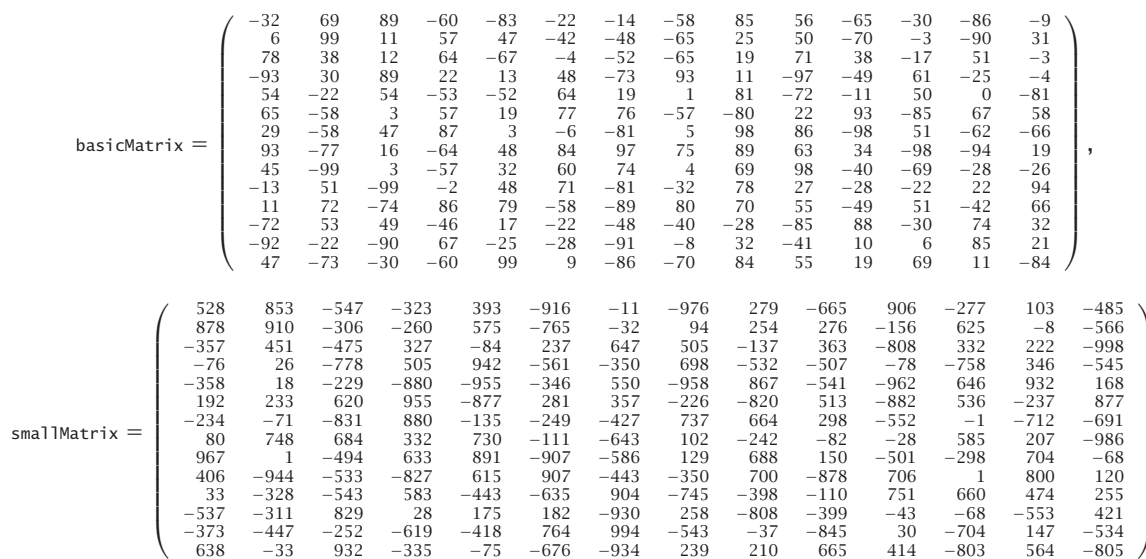 −32 69 89 −60 −83 −22 −14 −58 85 56 −65 −30 −86 −9
6 99 11 57 47 −42 −48 −65 25 50 −70 −3 −90 31
78 38 12 64 −67 −4 −52 −65 19 71 38 −17 51 −3
−93 30 89 22 13 48 −73 93 11 −97 −49 61 −25 −4
54 −22 54 −53 −52 64 19 1 81 −72 −11 50 0 −81
65 −58 3 57 19 77 76 −57 −80 22 93 −85 67 58
basicMatrix = ( 29 −58 47 87 3 −6 −81 5 98 86 −98 51 −62 −66 ) ,
93 −77 16 −64 48 84 97 75 89 63 34 −98 −94 19
45 −99 3 −57 32 60 74 4 69 98 −40 −69 −28 −26
−13 51 −99 −2 48 71 −81 −32 78 27 −28 −22 22 94
11 72 −74 86 79 −58 −89 80 70 55 −49 51 −42 66
−72 53 49 −46 17 −22 −48 −40 −28 −85 88 −30 74 32
−92 −22 −90 67 −25 −28 −91 −8 32 −41 10 6 85 21
47 −73 −30 −60 99 9 −86 −70 84 55 19 69 11 −84
528 853 −547 −323 393 −916 −11 −976 279 −665 906 −277 103 −485
878 910 −306 −260 575 −765 −32 94 254 276 −156 625 −8 −566
−357 451 −475 327 −84 237 647 505 −137 363 −808 332 222 −998
−76 26 −778 505 942 −561 −350 698 −532 −507 −78 −758 346 −545
−358 18 −229 −880 −955 −346 550 −958 867 −541 −962 646 932 168
192 233 620 955 −877 281 357 −226 −820 513 −882 536 −237 877
smallMatrix = ( −234 −71 −831 880 −135 −249 −427 737 664 298 −552 −1 −712 −691 )
80 748 684 332 730 −111 −643 102 −242 −82 −28 585 207 −986
967 1 −494 633 891 −907 −586 129 688 150 −501 −298 704 −68
406 −944 −533 −827 615 907 −443 −350 700 −878 706 1 800 120
33 −328 −543 583 −443 −635 904 −745 −398 −110 751 660 474 255
−537 −311 829 28 175 182 −930 258 −808 −399 −43 −68 −553 421
−373 −447 −252 −619 −418 764 994 −543 −37 −845 30 −704 147 −534
638 −33 932 −335 −75 −676 −934 239 210 665 414 −803 564 −805